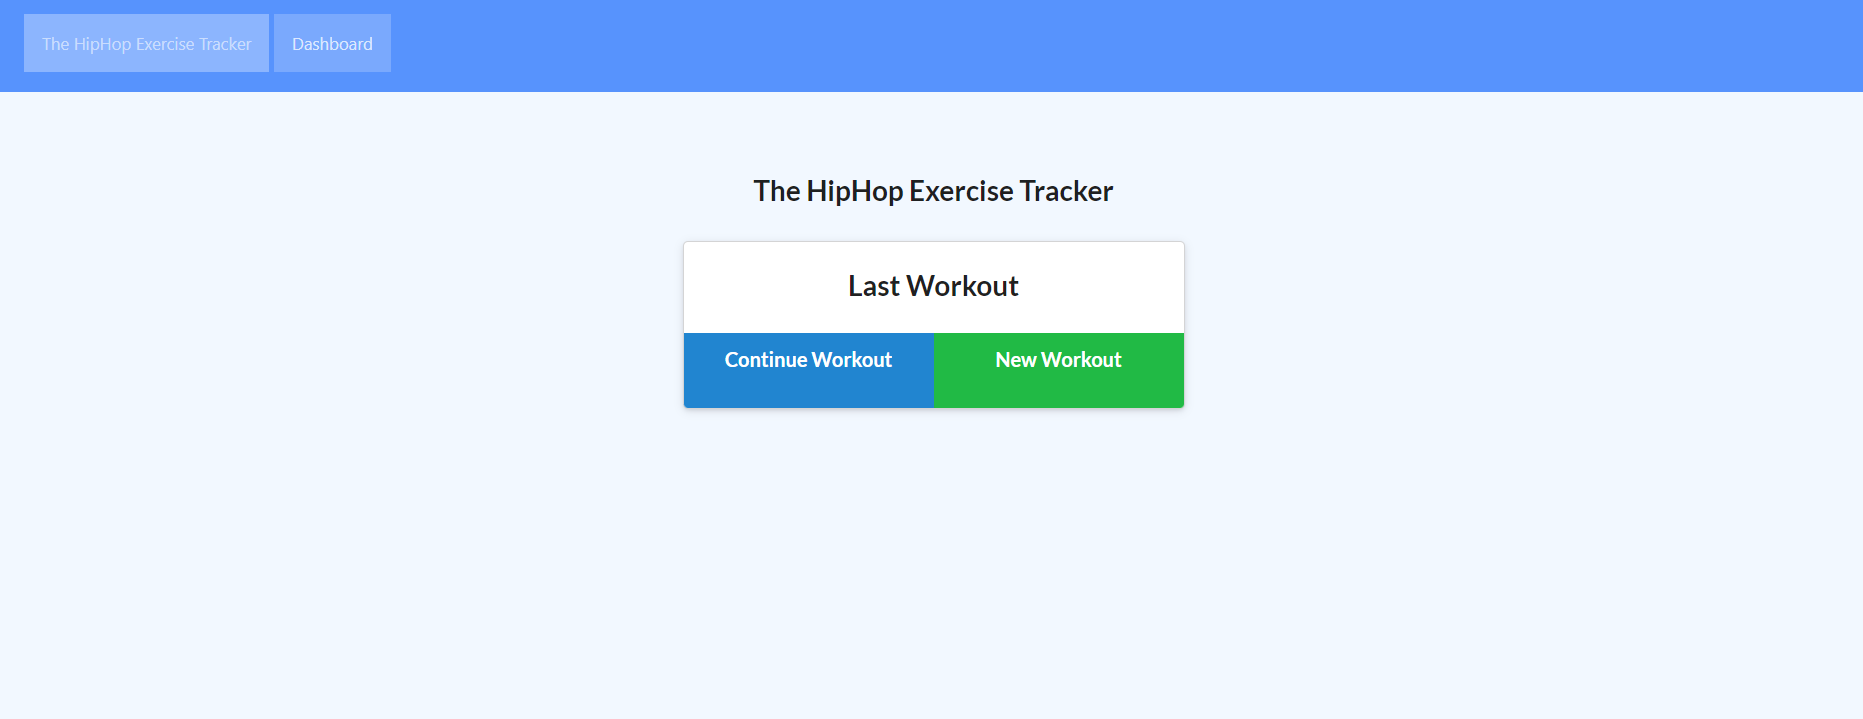 The HipHop Exercise Tracker Dashboard
The HipHop Exercise Tracker
Last Workout
Continue Workout New Workout